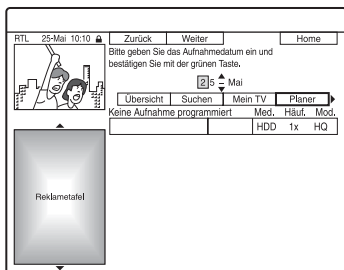 RTL 25-Mai 10:10
Zurück Weiter Home
Bitte geben Sie das Aufnahmedatum ein und
bestätigen Sie mit der grünen Taste.
25 Mai
Übersicht Suchen Mein TV Planer
Keine Aufnahme programmiert Med. Häuf. Mod.
HDD 1x HQ
Reklametafel